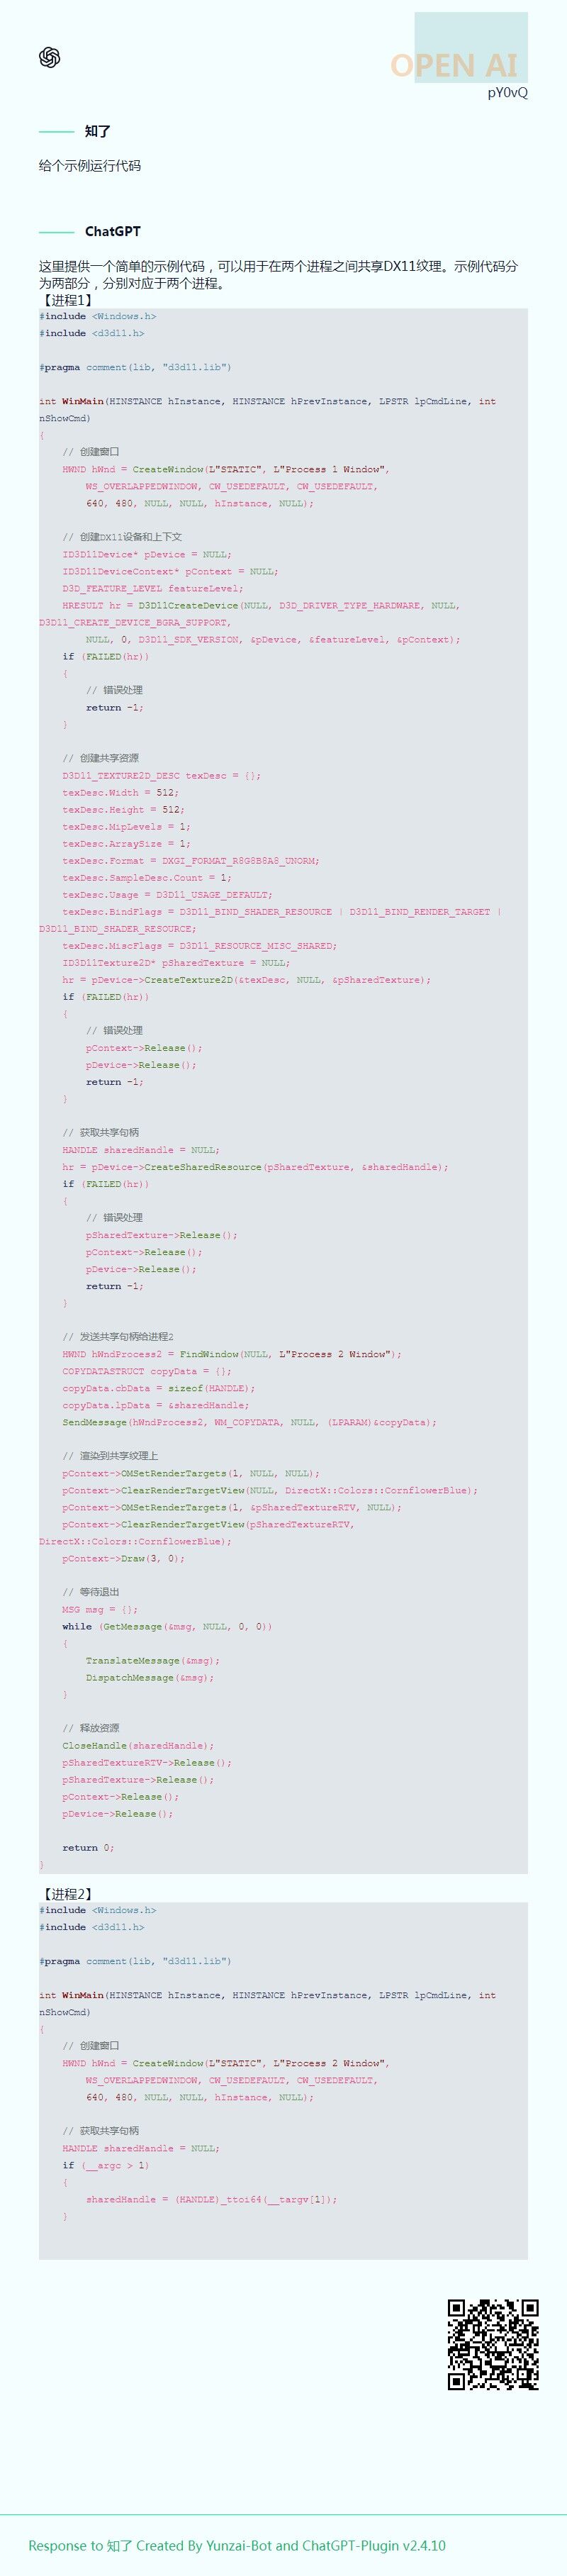 OPEN AI
pY0vQ
知了
给个示例运行代码
ChatGPT
这里提供一个简单的示例代码，可以用于在两个进程之间共享DX11纹理。示例代码分
为两部分，分别对应于两个进程。
【进程1】
#include <Windows.h>
#include <d3d11.h>
#pragma comment(lib, "d3d11.lib")
int WinMain(HINSTANCE hInstance, HINSTANCE hPrevInstance, LPSTR lpCmdLine, int
nShowCmd)
{
// 创建窗口
HWND hWnd = CreateWindow(L"STATIC", L"Process 1 Window",
WS_OVERLAPPEDWINDOW, CW_USEDEFAULT, CW_USEDEFAULT,
640, 480, NULL, NULL, hInstance, NULL);
// 创建DX11设备和上下文
ID3D11Device* pDevice = NULL;
ID3D11DeviceContext* pContext = NULL;
D3D_FEATURE_LEVEL featureLevel;
HRESULT hr = D3D11CreateDevice(NULL, D3D_DRIVER_TYPE_HARDWARE, NULL,
D3D11_CREATE_DEVICE_BGRA_SUPPORT,
NULL, 0, D3D11_SDK_VERSION, &pDevice, &featureLevel, &pContext);
if (FAILED(hr))
{
// 错误处理
return -1;
}
// 创建共享资源
D3D11_TEXTURE2D_DESC texDesc = {};
texDesc.Width = 512;
texDesc.Height = 512;
texDesc.MipLevels = 1;
texDesc.ArraySize = 1;
texDesc.Format = DXGI_FORMAT_R8G8B8A8_UNORM;
texDesc.SampleDesc.Count = 1;
texDesc.Usage = D3D11_USAGE_DEFAULT;
texDesc.BindFlags = D3D11_BIND_SHADER_RESOURCE | D3D11_BIND_RENDER_TARGET |
D3D11_BIND_SHADER_RESOURCE;
texDesc.MiscFlags = D3D11_RESOURCE_MISC_SHARED;
ID3D11Texture2D* pSharedTexture = NULL;
hr = pDevice->CreateTexture2D(&texDesc, NULL, &pSharedTexture);
if (FAILED(hr))
{
// 错误处理
pContext->Release();
pDevice->Release();
return -1;
}
// 获取共享句柄
HANDLE sharedHandle = NULL;
hr = pDevice->CreateSharedResource(pSharedTexture, &sharedHandle);
if (FAILED(hr))
{
// 错误处理
pSharedTexture->Release();
pContext->Release();
pDevice->Release();
return -1;
}
// 发送共享句柄给进程2
HWND hWndProcess2 = FindWindow(NULL, L"Process 2 Window");
COPYDATASTRUCT copyData = {};
copyData.cbData = sizeof(HANDLE);
copyData.lpData = &sharedHandle;
SendMessage(hWndProcess2, WM_COPYDATA, NULL, (LPARAM)&copyData);
// 渲染到共享纹理上
pContext->OMSetRenderTargets(1, NULL, NULL);
pContext->ClearRenderTargetView(NULL, DirectX::Colors::CornflowerBlue);
pContext->OMSetRenderTargets(1, &pSharedTextureRTV, NULL);
pContext->ClearRenderTargetView(pSharedTextureRTV,
DirectX::Colors::CornflowerBlue);
pContext->Draw(3, 0);
// 等待退出
MSG msg = {};
while (GetMessage(&msg, NULL, 0, 0))
{
TranslateMessage(&msg);
DispatchMessage(&msg);
}
// 释放资源
CloseHandle(sharedHandle);
pSharedTextureRTV->Release();
pSharedTexture->Release();
pContext->Release();
pDevice->Release();
return 0;
}
【进程2】
#include <Windows.h>
#include <d3d11.h>
#pragma comment(lib, "d3d11.lib")
int WinMain(HINSTANCE hInstance, HINSTANCE hPrevInstance, LPSTR lpCmdLine, int
nShowCmd)
{
// 创建窗口
HWND hWnd = CreateWindow(L"STATIC", L"Process 2 Window",
WS_OVERLAPPEDWINDOW, CW_USEDEFAULT, CW_USEDEFAULT,
640, 480, NULL, NULL, hInstance, NULL);
// 获取共享句柄
HANDLE sharedHandle = NULL;
if (__argc > 1)
{
sharedHandle = (HANDLE)_ttoi64(__targv[1]);
}
Response to 知了 Created By Yunzai-Bot and ChatGPT-Plugin v2.4.10